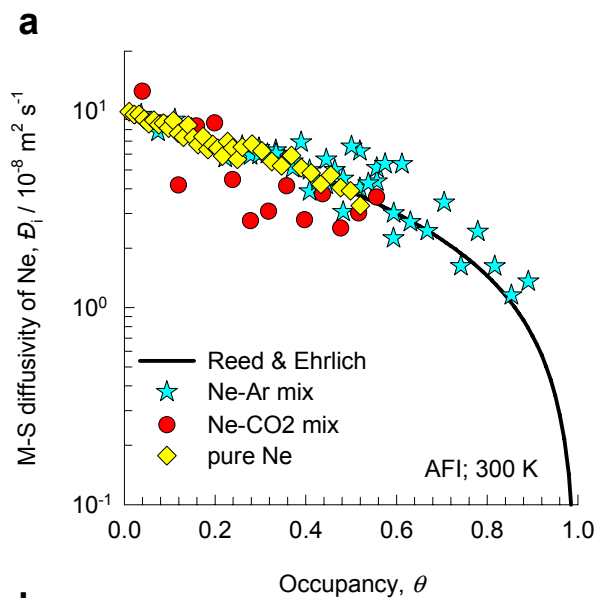 a
M-S diffusivity of Ne, Đi / 10-8 m2 s-1
101
100
10-1
Reed & Ehrlich
Ne-Ar mix
Ne-CO2 mix
pure Ne
AFI; 300 K
0.0 0.2 0.4 0.6 0.8 1.0
Occupancy, θ